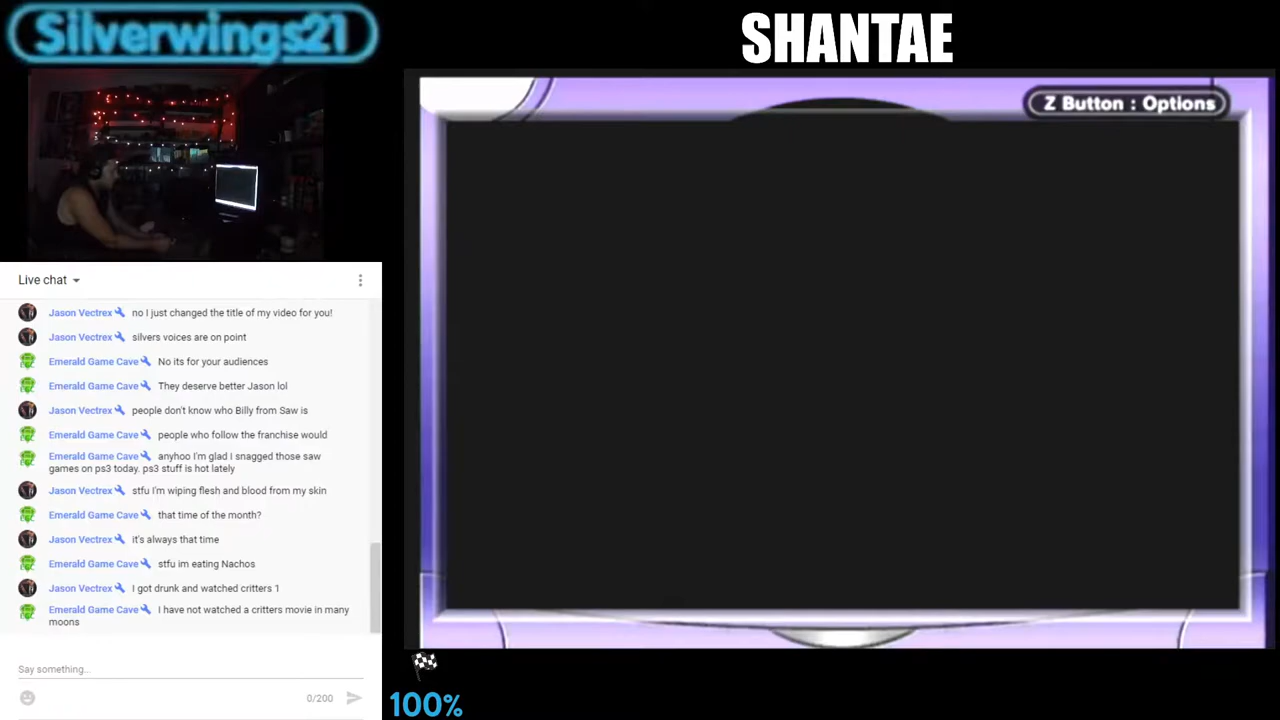 Silverwings21
SHANTAE
Z Button : Options
Live chat
Jason Vectrex no I just changed the title of my video for you!
Jason Vectrex silvers voices are on point
Emerald Game Cave No its for your audiences
Emerald Game Cave They deserve better Jason lol
Jason Vectrex people don't know who Billy from Saw is
Emerald Game Cave people who follow the franchise would
Emerald Game Cave anyhoo I'm glad I snagged those saw
games on ps3 today. ps3 stuff is hot lately
Jason Vectrex stfu I'm wiping flesh and blood from my skin
Emerald Game Cave that time of the month?
Jason Vectrex it's always that time
Emerald Game Cave stfu im eating Nachos
Jason Vectrex I got drunk and watched critters 1
Emerald Game Cave I have not watched a critters movie in many
moons
Say something...
0/200
100%